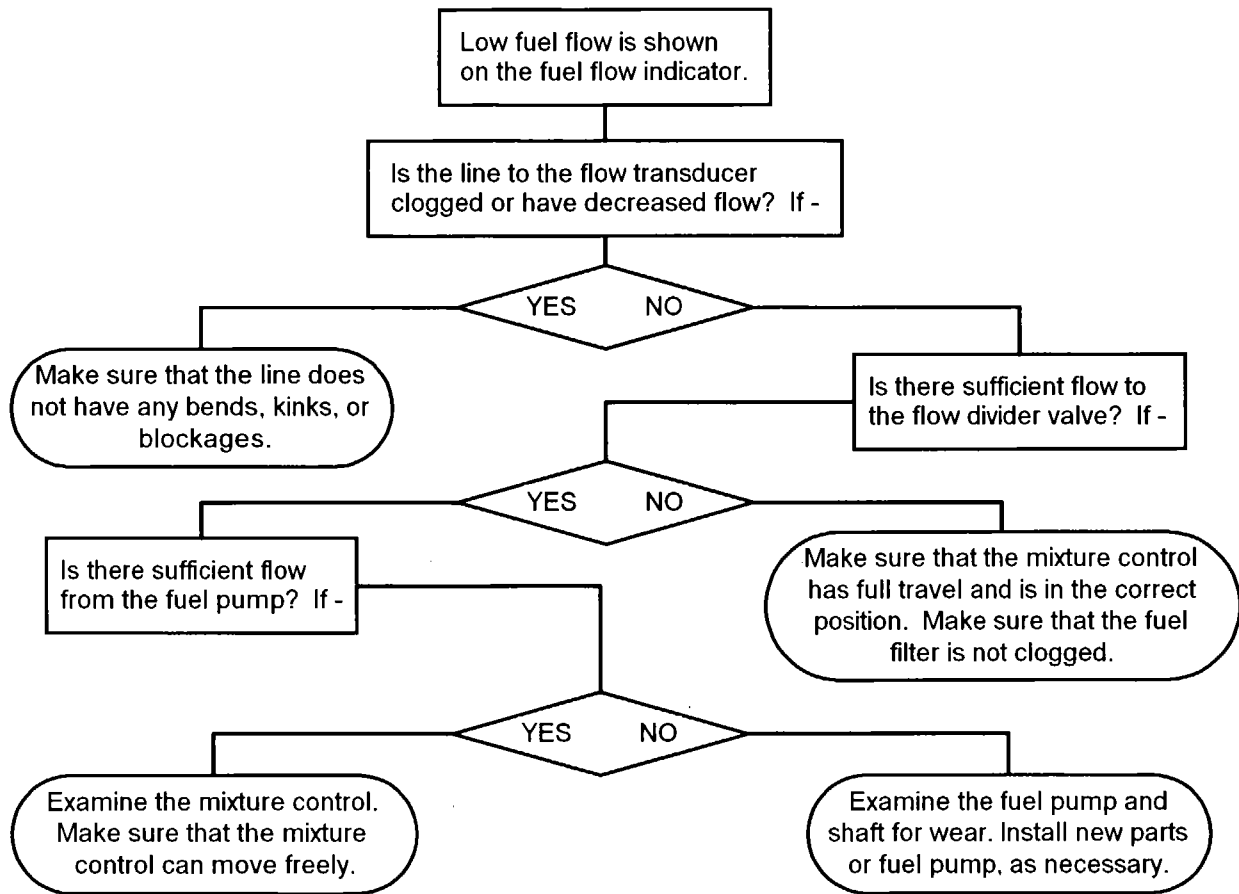 Low fuel flow is shown
on the fuel flow indicator.
Is the line to the flow transducer
clogged or have decreased flow? If -
YES NO
Make sure that the line does
not have any bends, kinks, or
blockages.
Is there sufficient flow to
the flow divider valve? If -
YES NO
Is there sufficient flow
from the fuel pump? If -
Make sure that the mixture control
has full travel and is in the correct
position. Make sure that the fuel
filter is not clogged.
YES NO
Examine the mixture control.
Make sure that the mixture
control can move freely.
Examine the fuel pump and
shaft for wear. Install new parts
or fuel pump, as necessary.